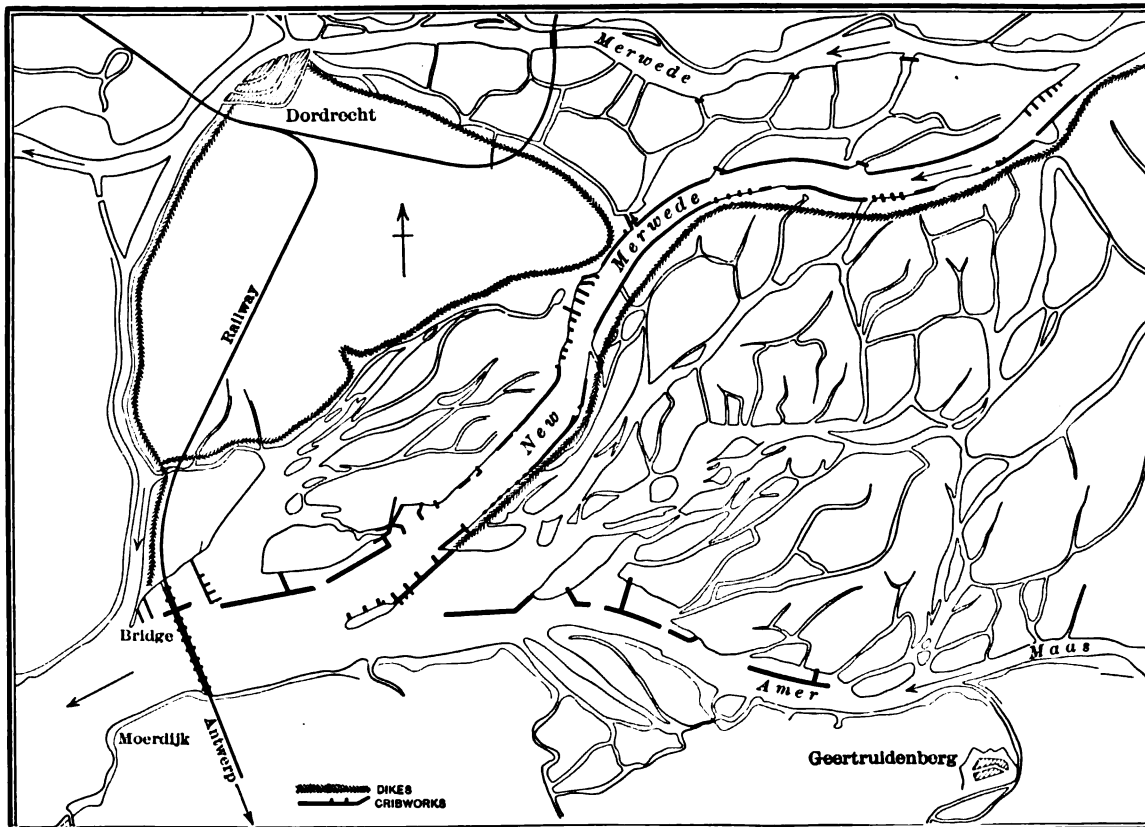 Merwede
Dordrecht
Merwede
Railway
New
Bridge
Maas
Amer
Moerdijk
Antwerp
Geertruidenberg
DIKES
CRIBWORKS